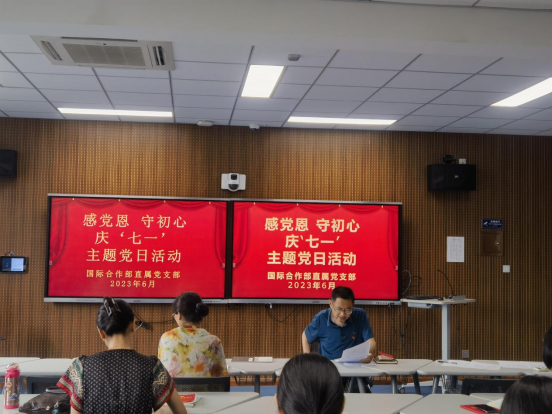 感党恩 守初心
庆‘七一’
主题党日活动
国际合作部直属党支部
2023年6月
感党恩 守初心
庆‘七一’
主题党日活动
国际合作部直属党支部
2023年6月